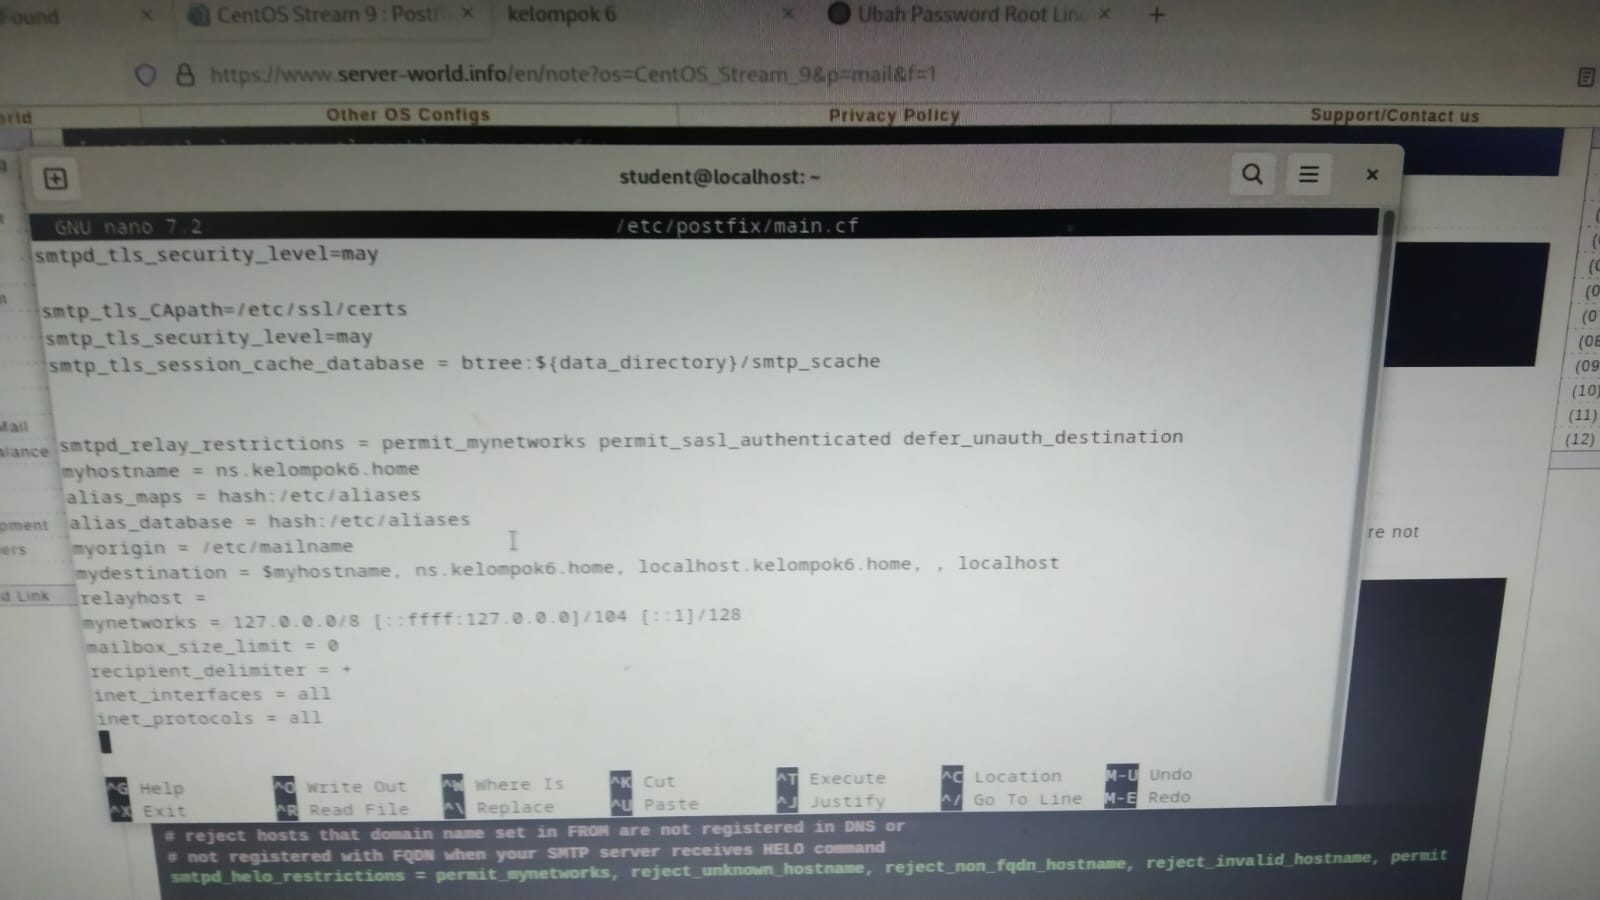 Found
CentOS Stream 9 : Postf
kelompok 6
Ubah Password Root Linu
https://www.server-world.info/en/note?os=CentOS_Stream_9&p=mail&f=1
Other OS Configs
Privacy Policy
Support/Contact us
student@localhost: ~
GNU nano 7.2
/etc/postfix/main.cf
smtpd_tls_security_level=may
smtp_tls_CApath=/etc/ssl/certs
smtp_tls_security_level=may
smtp_tls_session_cache_database = btree:${data_directory}/smtp_scache
smtpd_relay_restrictions = permit_mynetworks permit_sasl_authenticated defer_unauth_destination
myhostname = ns.kelompok6.home
alias_maps = hash:/etc/aliases
alias_database = hash:/etc/aliases
myorigin = /etc/mailname
mydestination = $myhostname, ns.kelompok6.home, localhost.kelompok6.home, , localhost
relayhost =
mynetworks = 127.0.0.0/8 [::ffff:127.0.0.0]/104 [::1]/128
mailbox_size_limit = 0
recipient_delimiter = +
inet_interfaces = all
inet_protocols = all
^G Help ^O Write Out ^W Where Is ^K Cut ^T Execute ^C Location M-U Undo
^X Exit ^R Read File ^\ Replace ^U Paste ^J Justify ^/ Go To Line M-E Redo
Mail
d Link
re not
(09
(10)
(11)
(12)
# reject hosts that domain name set in FROM are not registered in DNS or
# not registered with FQDN when your SMTP server receives HELO command
smtpd_helo_restrictions = permit_mynetworks, reject_unknown_hostname, reject_non_fqdn_hostname, reject_invalid_hostname, permit